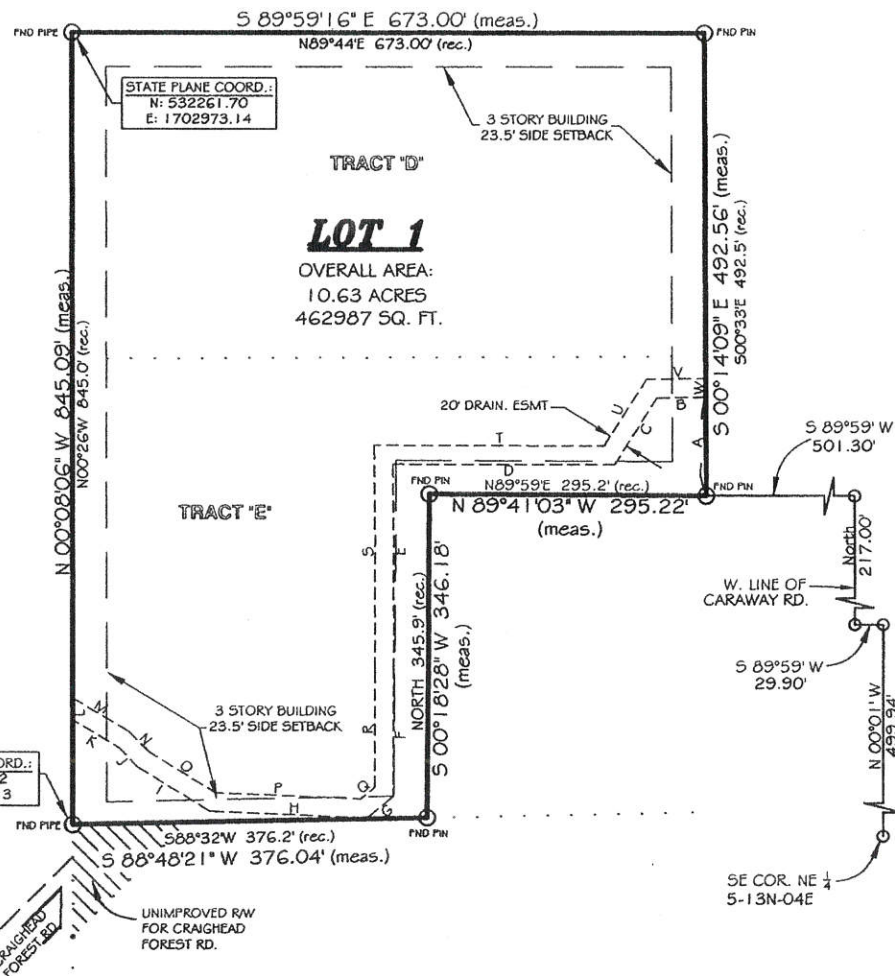 S 89°59'16" E 673.00' (meas.)
N89°44'E 673.00' (rec.)
FND PIPE
FND PIN
STATE PLANE COORD.:
N: 532261.70
E: 1702973.14
3 STORY BUILDING
23.5' SIDE SETBACK
TRACT "D"
LOT 1
OVERALL AREA:
10.63 ACRES
462987 SQ. FT.
N 00°08'06" W 845.09' (meas.)
N00°26'W 845.0' (rec.)
S 00°14'09" E 492.56' (meas.)
S00°33'E 492.5' (rec.)
V
W
B
U
C
A
20' DRAIN. ESMT
T
D
S 89°59' W
501.30'
FND PIN
N89°59'E 295.2' (rec.)
FND PIN
N 89°41'03" W 295.22'
(meas.)
TRACT "E"
S
E
North
217.00'
W. LINE OF
CARAWAY RD.
NORTH 345.9' (rec.)
S 00°18'28" W 346.18'
(meas.)
S 89°59' W
29.90'
N 00°01' W
499.94'
3 STORY BUILDING
23.5' SIDE SETBACK
L
M
K
N
J
O
I
P
H
Q
G
R
F
ORD.:
2
3
FND PIPE
FND PIN
S88°32'W 376.2' (rec.)
S 88°48'21" W 376.04' (meas.)
SE COR. NE 1/4
5-13N-04E
UNIMPROVED R/W
FOR CRAIGHEAD
FOREST RD.
CRAIGHEAD
FOREST RD